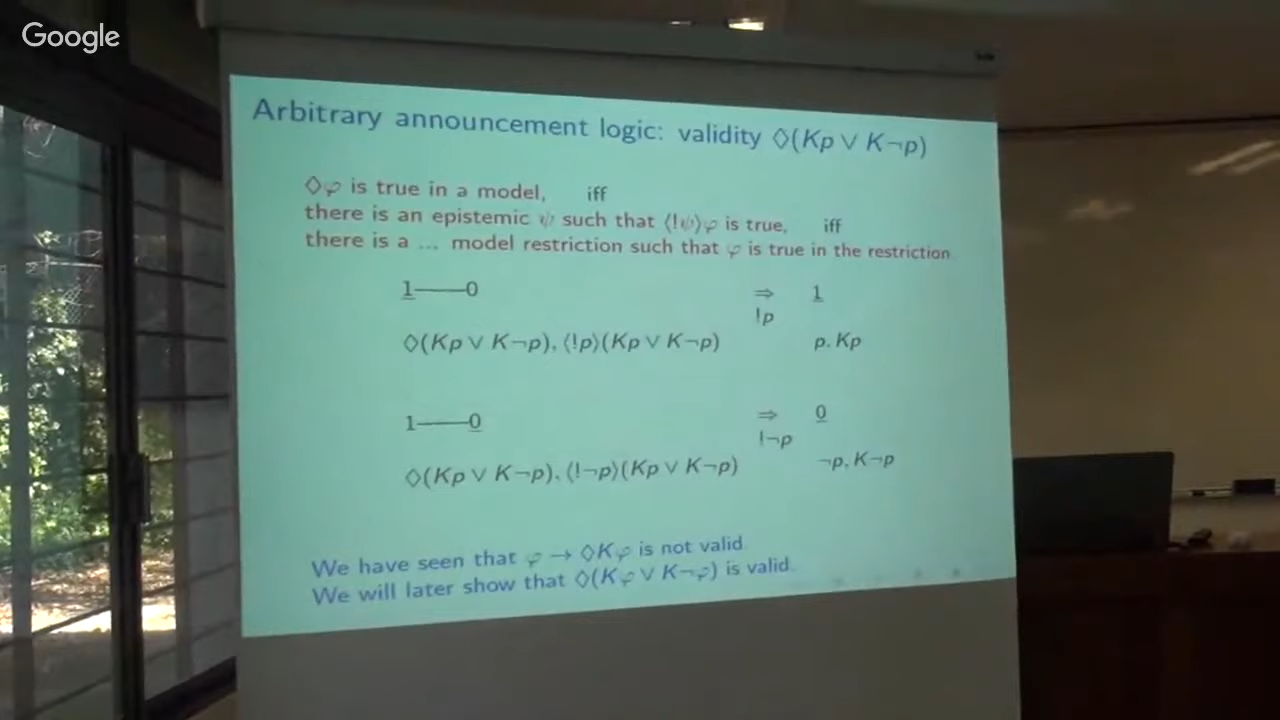 Google
Arbitrary announcement logic: validity ◊(Kp ∨ K¬p)
◊φ is true in a model, iff
there is an epistemic ψ such that ⟨!ψ⟩φ is true, iff
there is a ... model restriction such that φ is true in the restriction.
1——0 ⇒ 1
!p
◊(Kp ∨ K¬p), ⟨!p⟩(Kp ∨ K¬p) p, Kp
1——0 ⇒ 0
!¬p
◊(Kp ∨ K¬p), ⟨!¬p⟩(Kp ∨ K¬p) ¬p, K¬p
We have seen that φ → ◊Kφ is not valid.
We will later show that ◊(Kφ ∨ K¬φ) is valid.